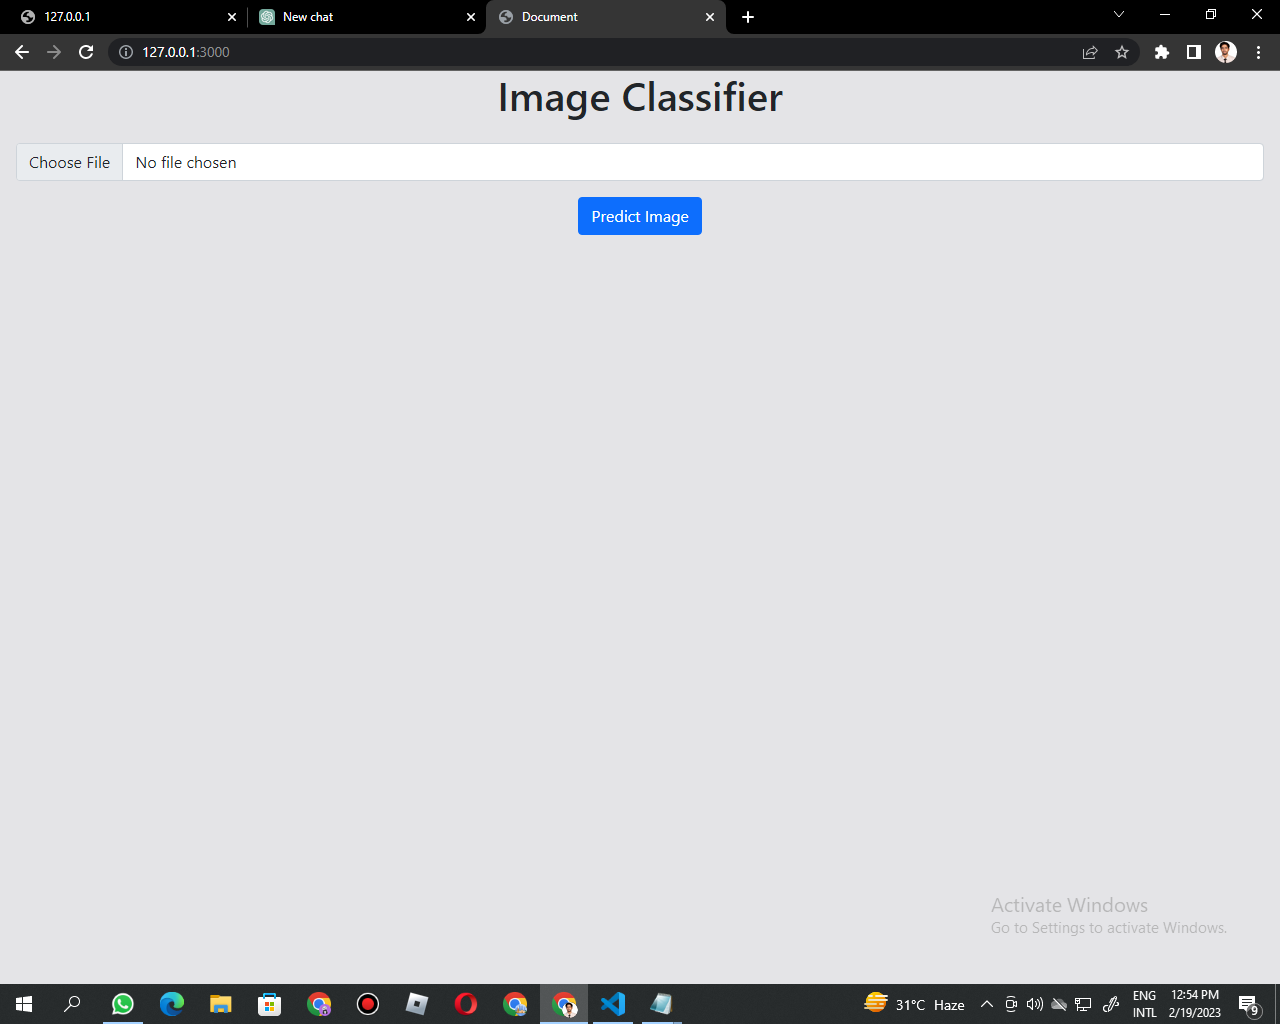 127.0.0.1
New chat
Document
127.0.0.1:3000
Image Classifier
Choose File No file chosen
Predict Image
Activate Windows
Go to Settings to activate Windows.
31°C Haze
ENG
INTL
12:54 PM
2/19/2023
9